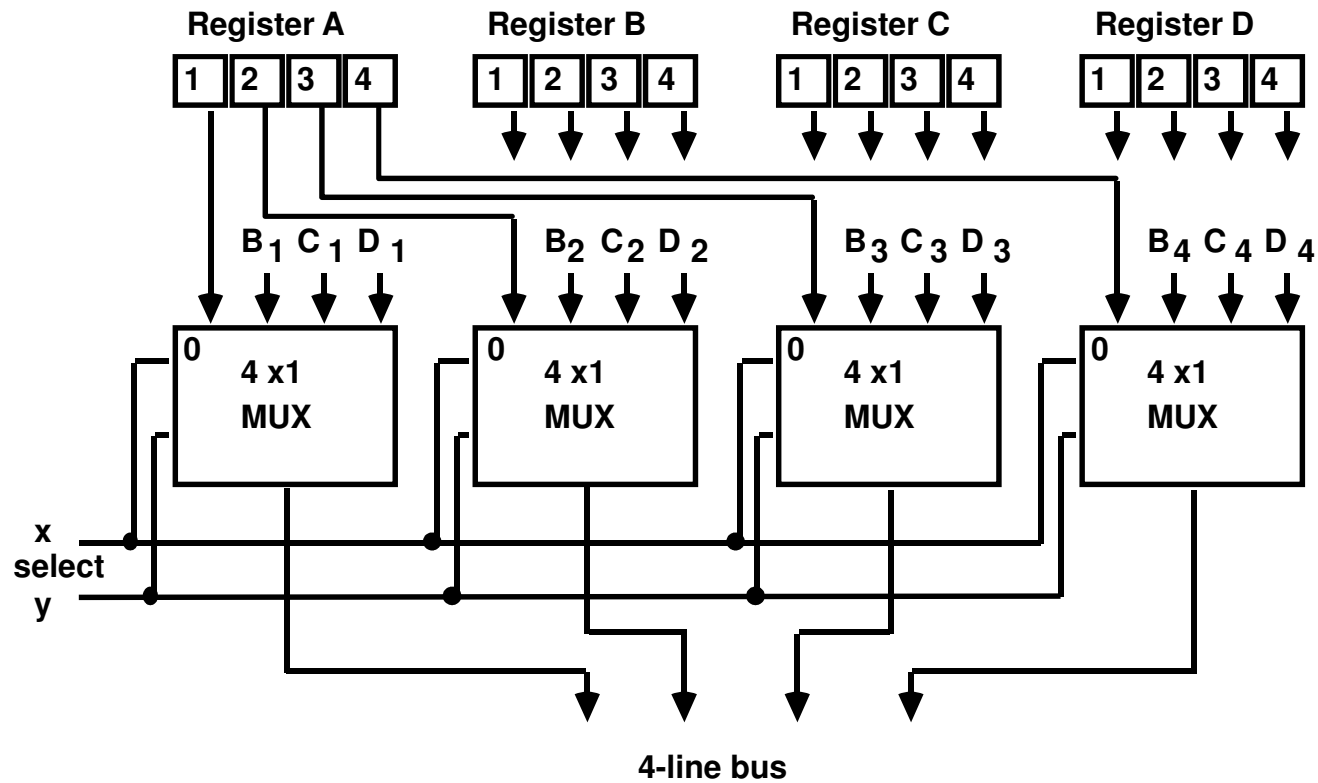 Register A Register B Register C Register D
1 2 3 4 1 2 3 4 1 2 3 4 1 2 3 4
B1 C1 D1 B2 C2 D2 B3 C3 D3 B4 C4 D4
0 0 0 0
4 x1 4 x1 4 x1 4 x1
MUX MUX MUX MUX
x
select
y
4-line bus